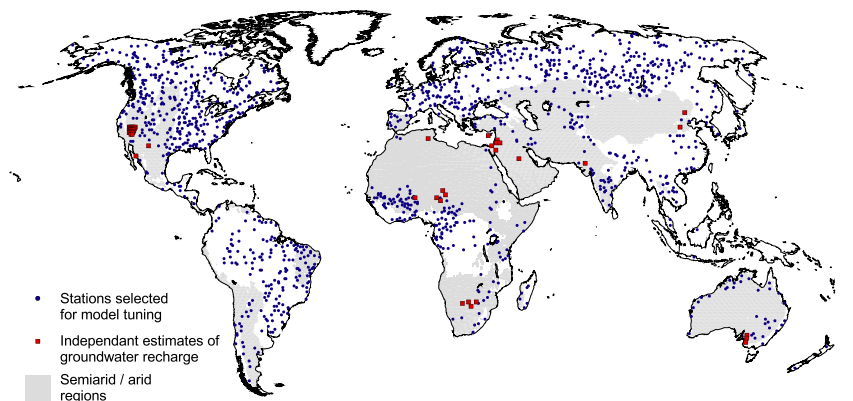 Stations selected
for model tuning
Independant estimates of
groundwater recharge
Semiarid / arid
regions